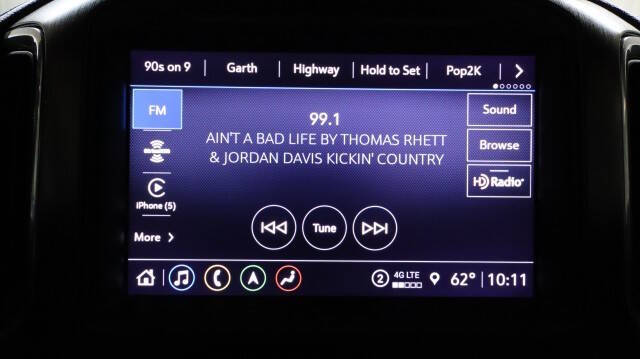 90s on 9 | Garth | Highway | Hold to Set | Pop2K
FM
99.1
AIN'T A BAD LIFE BY THOMAS RHETT
& JORDAN DAVIS KICKIN' COUNTRY
Sound
Browse
HD Radio
iPhone (5)
More
Tune
2 4G LTE 62° | 10:11